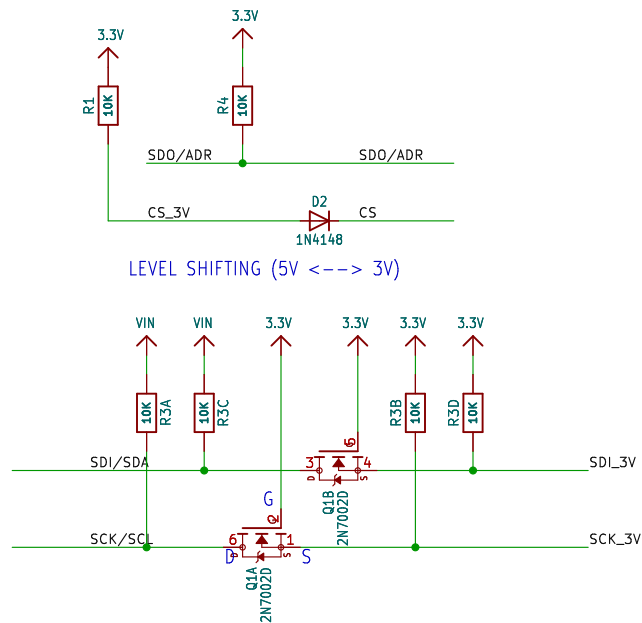 3.3V
3.3V
R1
10K
R4
10K
SDO/ADR
SDO/ADR
D2
CS_3V
CS
1N4148
LEVEL SHIFTING (5V <--> 3V)
VIN
VIN
3.3V
3.3V
3.3V
3.3V
10K
R3A
10K
R3C
R3B
10K
R3D
10K
5
SDI/SDA
3
4
SDI_3V
D
S
G
Q1B
2N7002D
2
SCK/SCL
6
1
SCK_3V
D
S
D
S
Q1A
2N7002D